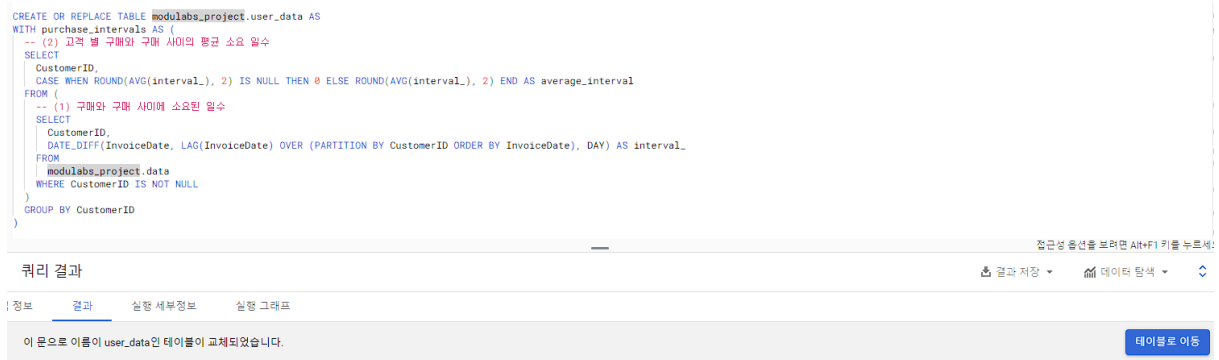 CREATE OR REPLACE TABLE modulabs_project.user_data AS
WITH purchase_intervals AS (
-- (2) 고객 별 구매와 구매 사이의 평균 소요 일수
SELECT
CustomerID,
CASE WHEN ROUND(AVG(interval_), 2) IS NULL THEN 0 ELSE ROUND(AVG(interval_), 2) END AS average_interval
FROM (
-- (1) 구매와 구매 사이에 소요된 일수
SELECT
CustomerID,
DATE_DIFF(InvoiceDate, LAG(InvoiceDate) OVER (PARTITION BY CustomerID ORDER BY InvoiceDate), DAY) AS interval_
FROM
modulabs_project.data
WHERE CustomerID IS NOT NULL
)
GROUP BY CustomerID
)
접근성 옵션을 보려면 Alt+F1 키를 누르세요
쿼리 결과
결과 저장
데이터 탐색
정보
결과
실행 세부정보
실행 그래프
이 문으로 이름이 user_data인 테이블이 교체되었습니다.
테이블로 이동